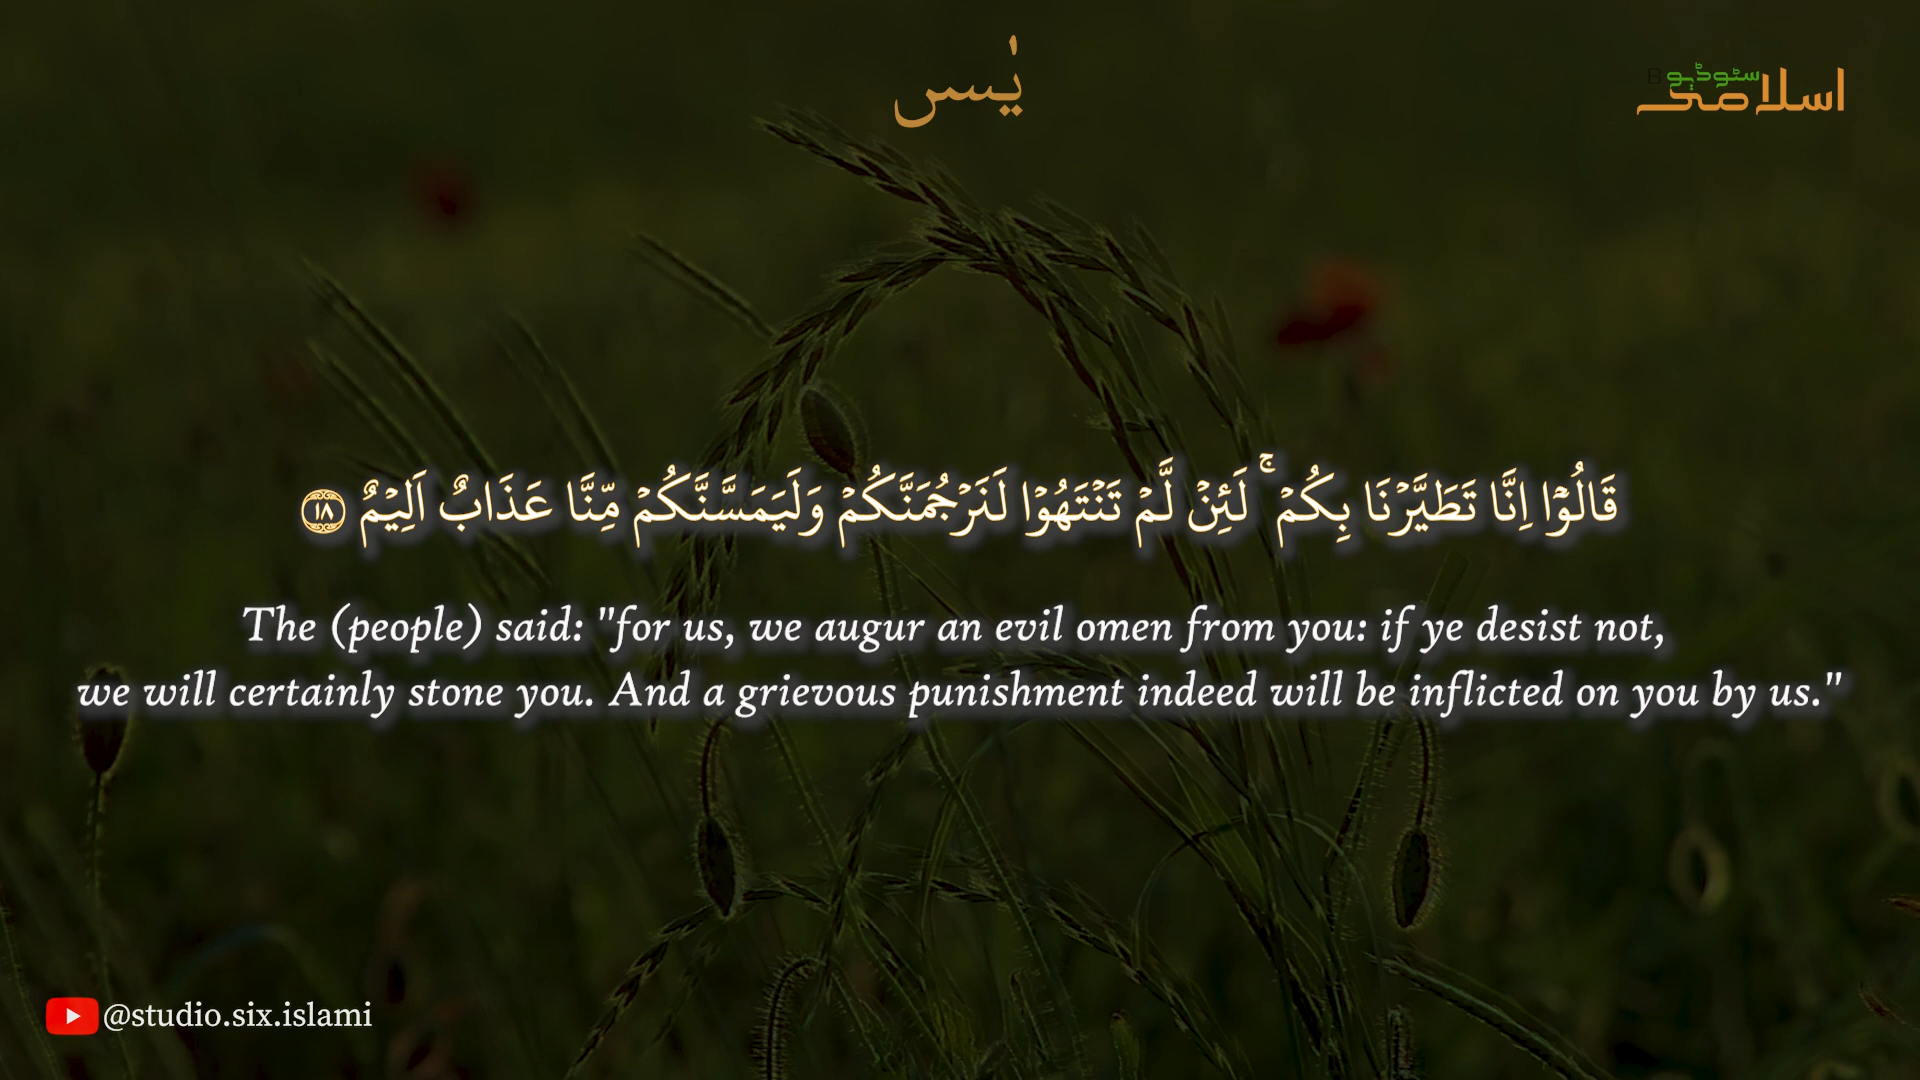 یٰسٓ
اسلامک سٹوڈیو
قَالُوْۤا اِنَّا تَطَیَّرْنَا بِكُمْ ۚ لَئِنْ لَّمْ تَنْتَهُوْا لَنَرْجُمَنَّكُمْ وَلَیَمَسَّنَّكُمْ مِّنَّا عَذَابٌ اَلِیْمٌ ۱۸
The (people) said: "for us, we augur an evil omen from you: if ye desist not,
we will certainly stone you. And a grievous punishment indeed will be inflicted on you by us."
@studio.six.islami